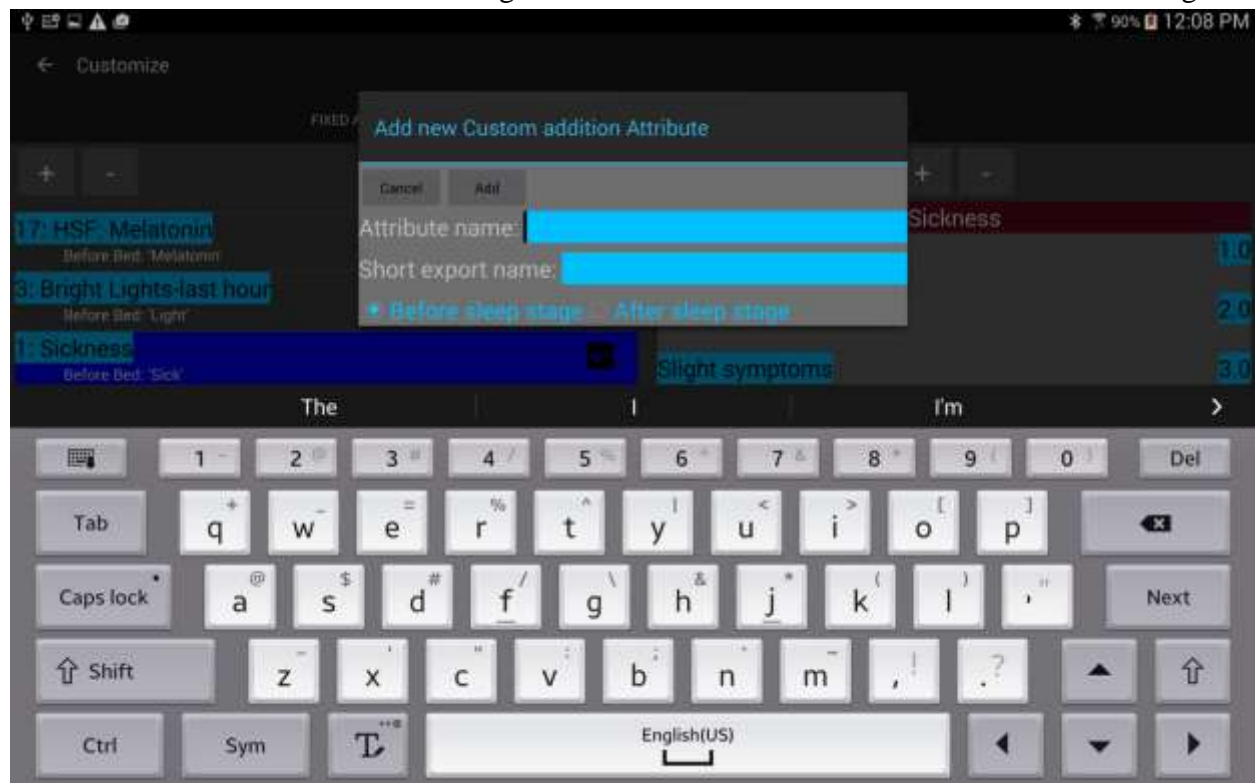 90% 12:08 PM
← Customize
FIXED A
Add new Custom addition Attribute
+ -
Cancel Add
+ -
Attribute name:
Sickness
17: HSF: Melatonin
Before Bed: 'Melatonin'
1.0
Short export name:
3: Bright Lights-last hour
Before Bed: 'Light'
Before sleep stage After sleep stage
2.0
1: Sickness
Before Bed: 'Sick'
Slight symptoms 3.0
The I I'm >
1 2 3 4 5 6 7 8 9 0 Del
Tab q w e r t y u i o p
Caps lock a s d f g h j k l ' Next
Shift z x c v b n m , ! . ?
Ctrl Sym T English(US)